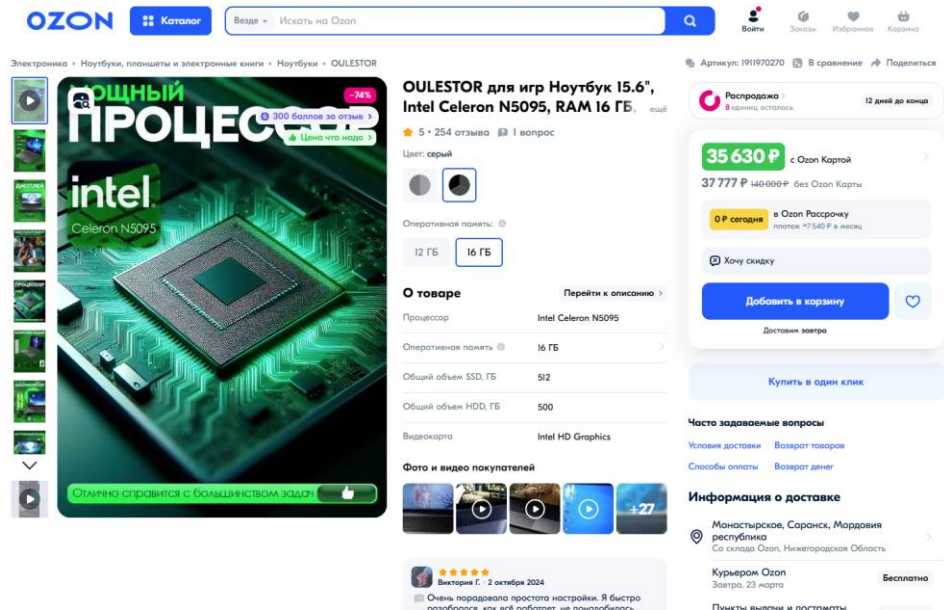 OZON
Каталог
Везде
Искать на Ozon
Войти
Заказы
Избранное
Корзина
Электроника • Ноутбуки, планшеты и электронные книги • Ноутбуки • OULESTOR
Артикул: 1911970270
В сравнение
Поделиться
МОЩНЫЙ
-74%
300 баллов за отзыв
Цена что надо
intel
Celeron N5095
Отлично справится с большинством задач
OULESTOR для игр Ноутбук 15.6",
Intel Celeron N5095, RAM 16 ГБ,
ещё
5 • 254 отзыва
1 вопрос
Цвет: серый
Оперативная память:
12 ГБ
16 ГБ
О товаре
Перейти к описанию
Процессор
Intel Celeron N5095
Оперативная память
16 ГБ
Общий объем SSD, ГБ
512
Общий объем HDD, ГБ
500
Видеокарта
Intel HD Graphics
Фото и видео покупателей
+27
Виктория Г. · 2 октября 2024
Очень порадовала простота настройки. Я быстро
разобрался, как всё работает, не понадобилась
Распродажа
8 единиц осталось
12 дней до конца
35 630 ₽
с Ozon Картой
37 777 ₽ 140 000 ₽ без Ozon Карты
0 ₽ сегодня
в Ozon Рассрочку
платеж ~7 540 ₽ в месяц
Хочу скидку
Добавить в корзину
Доставим завтра
Купить в один клик
Часто задаваемые вопросы
Условия доставки
Возврат товаров
Способы оплаты
Возврат денег
Информация о доставке
Монастырское, Саранск, Мордовия
республика
Со склада Ozon, Нижегородская Область
Курьером Ozon
Завтра, 23 марта
Бесплатно
Пункты выдачи и постаматы